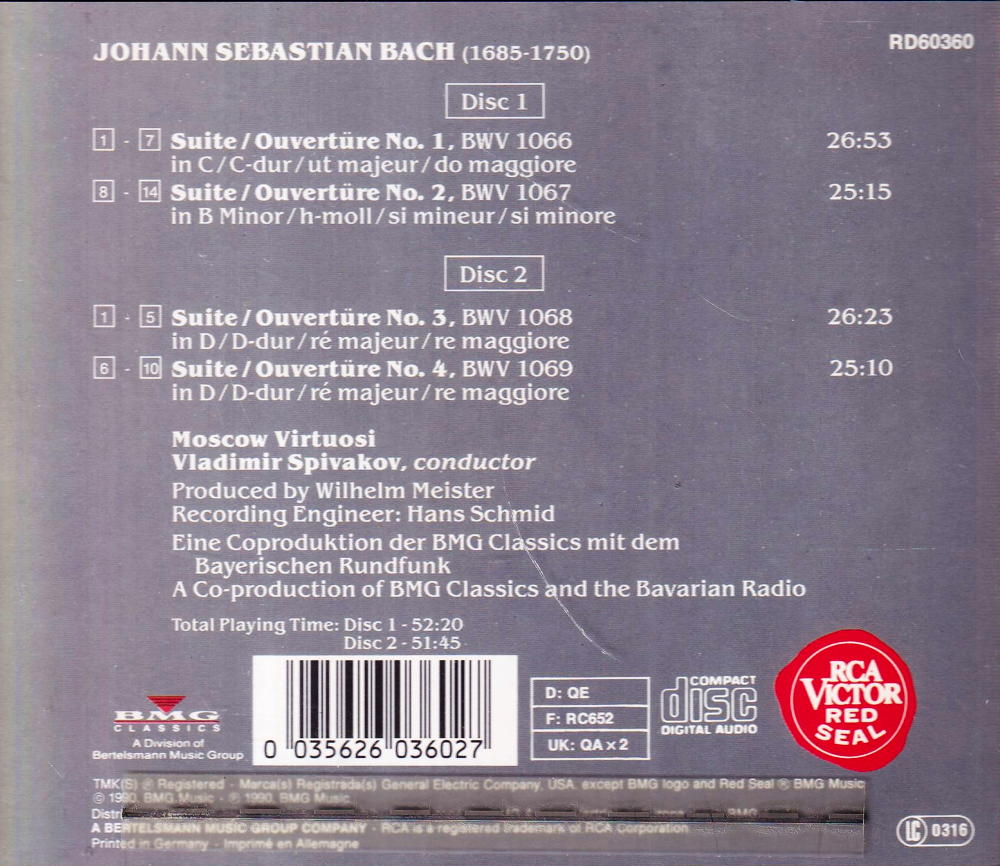 RD60360
JOHANN SEBASTIAN BACH (1685-1750)
Disc 1
1 - 7 Suite / Ouvertüre No. 1, BWV 1066 26:53
in C / C-dur / ut majeur / do maggiore
8 - 14 Suite / Ouvertüre No. 2, BWV 1067 25:15
in B Minor / h-moll / si mineur / si minore
Disc 2
1 - 5 Suite / Ouvertüre No. 3, BWV 1068 26:23
in D / D-dur / ré majeur / re maggiore
6 - 10 Suite / Ouvertüre No. 4, BWV 1069 25:10
in D / D-dur / ré majeur / re maggiore
Moscow Virtuosi
Vladimir Spivakov, conductor
Produced by Wilhelm Meister
Recording Engineer: Hans Schmid
Eine Coproduktion der BMG Classics mit dem
Bayerischen Rundfunk
A Co-production of BMG Classics and the Bavarian Radio
Total Playing Time: Disc 1 - 52:20
Disc 2 - 51:45
BMG
CLASSICS
A Division of
Bertelsmann Music Group
0 035626 036027
D: QE
F: RC652
UK: QA x 2
COMPACT
disc
DIGITAL AUDIO
RCA
VICTOR
RED
SEAL
TMK(S) ® Registered - Marca(s) Registrada(s) General Electric Company, USA, except BMG logo and Red Seal ® BMG Music
© 1990, BMG Music - ℗ 1990, BMG Music
BMG
A BERTELSMANN MUSIC GROUP COMPANY - RCA is a registered trademark of RCA Corporation
Printed in Germany - Imprimé en Allemagne
LC 0316